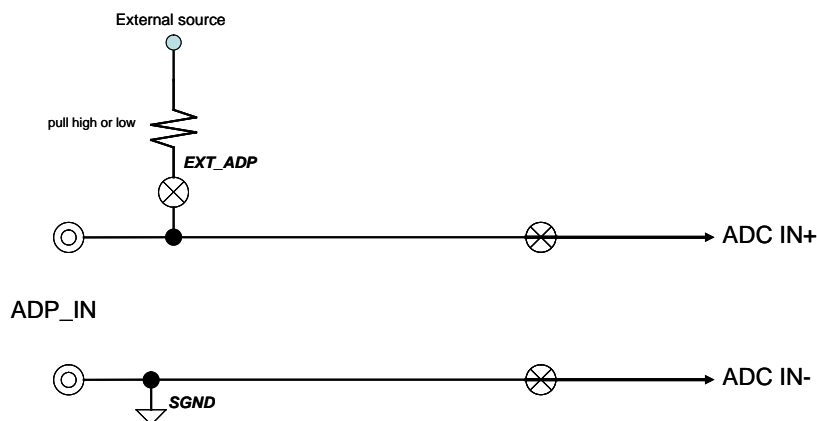 External source
pull high or low
EXT_ADP
ADC IN+
ADP_IN
ADC IN-
SGND